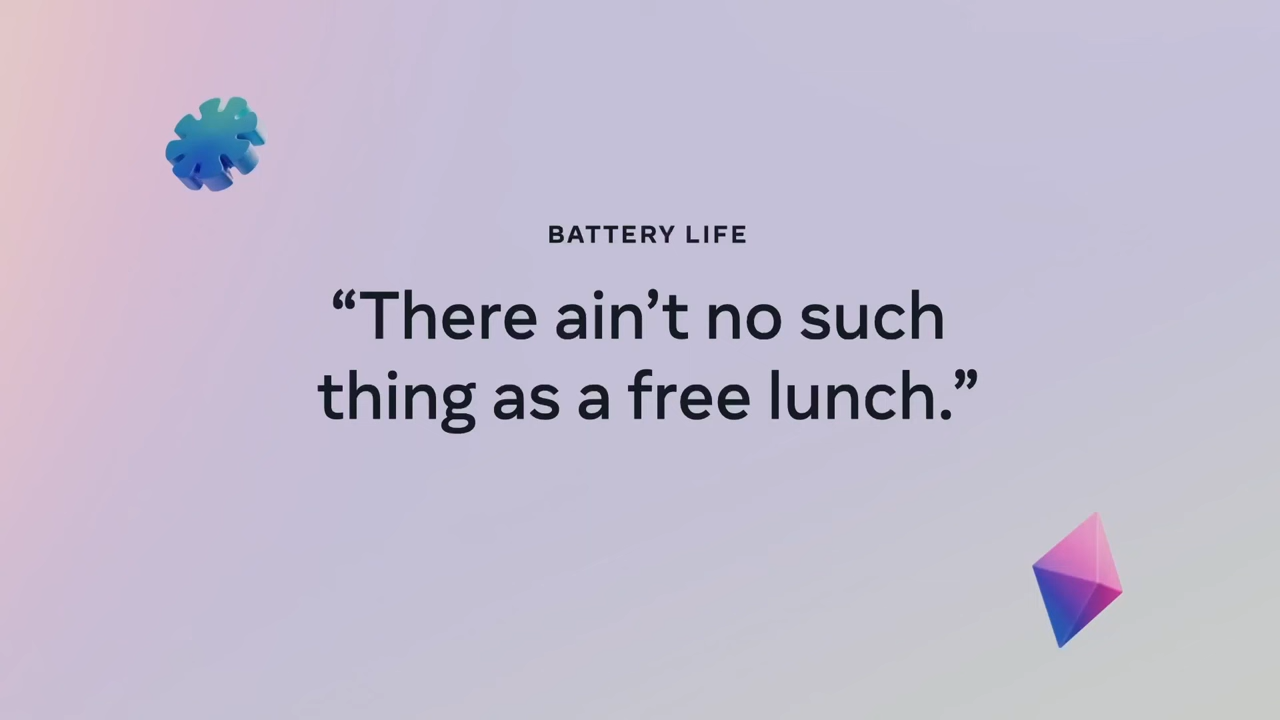 BATTERY LIFE
“There ain’t no such
thing as a free lunch.”